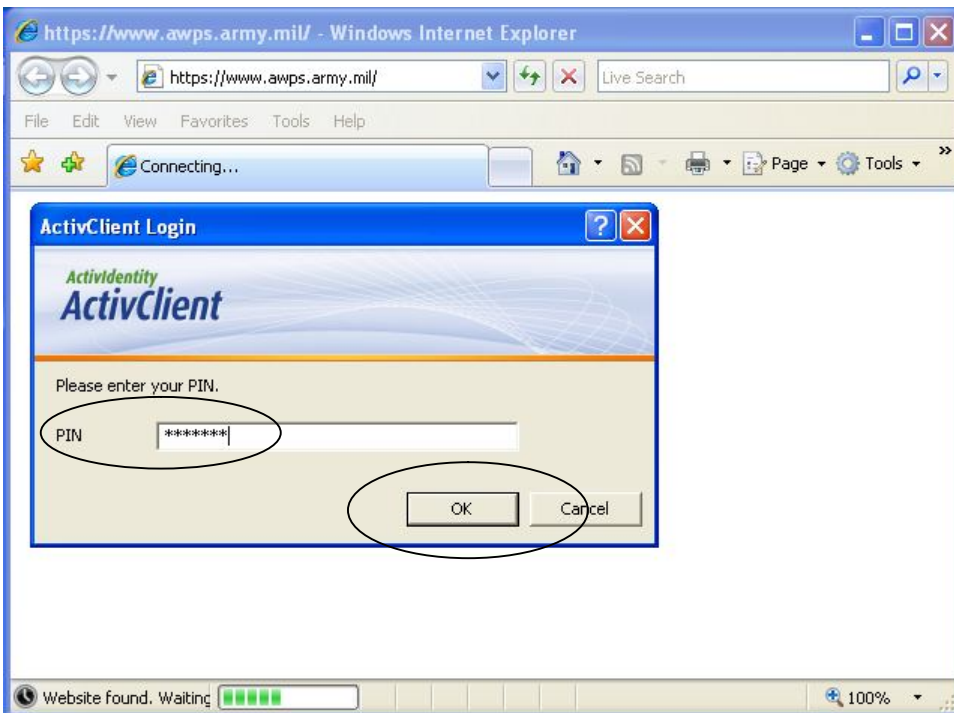 https://www.awps.army.mil/ - Windows Internet Explorer
https://www.awps.army.mil/
Live Search
File Edit View Favorites Tools Help
Connecting...
Page Tools »
ActivClient Login
ActivIdentity
ActivClient
Please enter your PIN.
PIN *******
OK Cancel
Website found. Waiting
100%